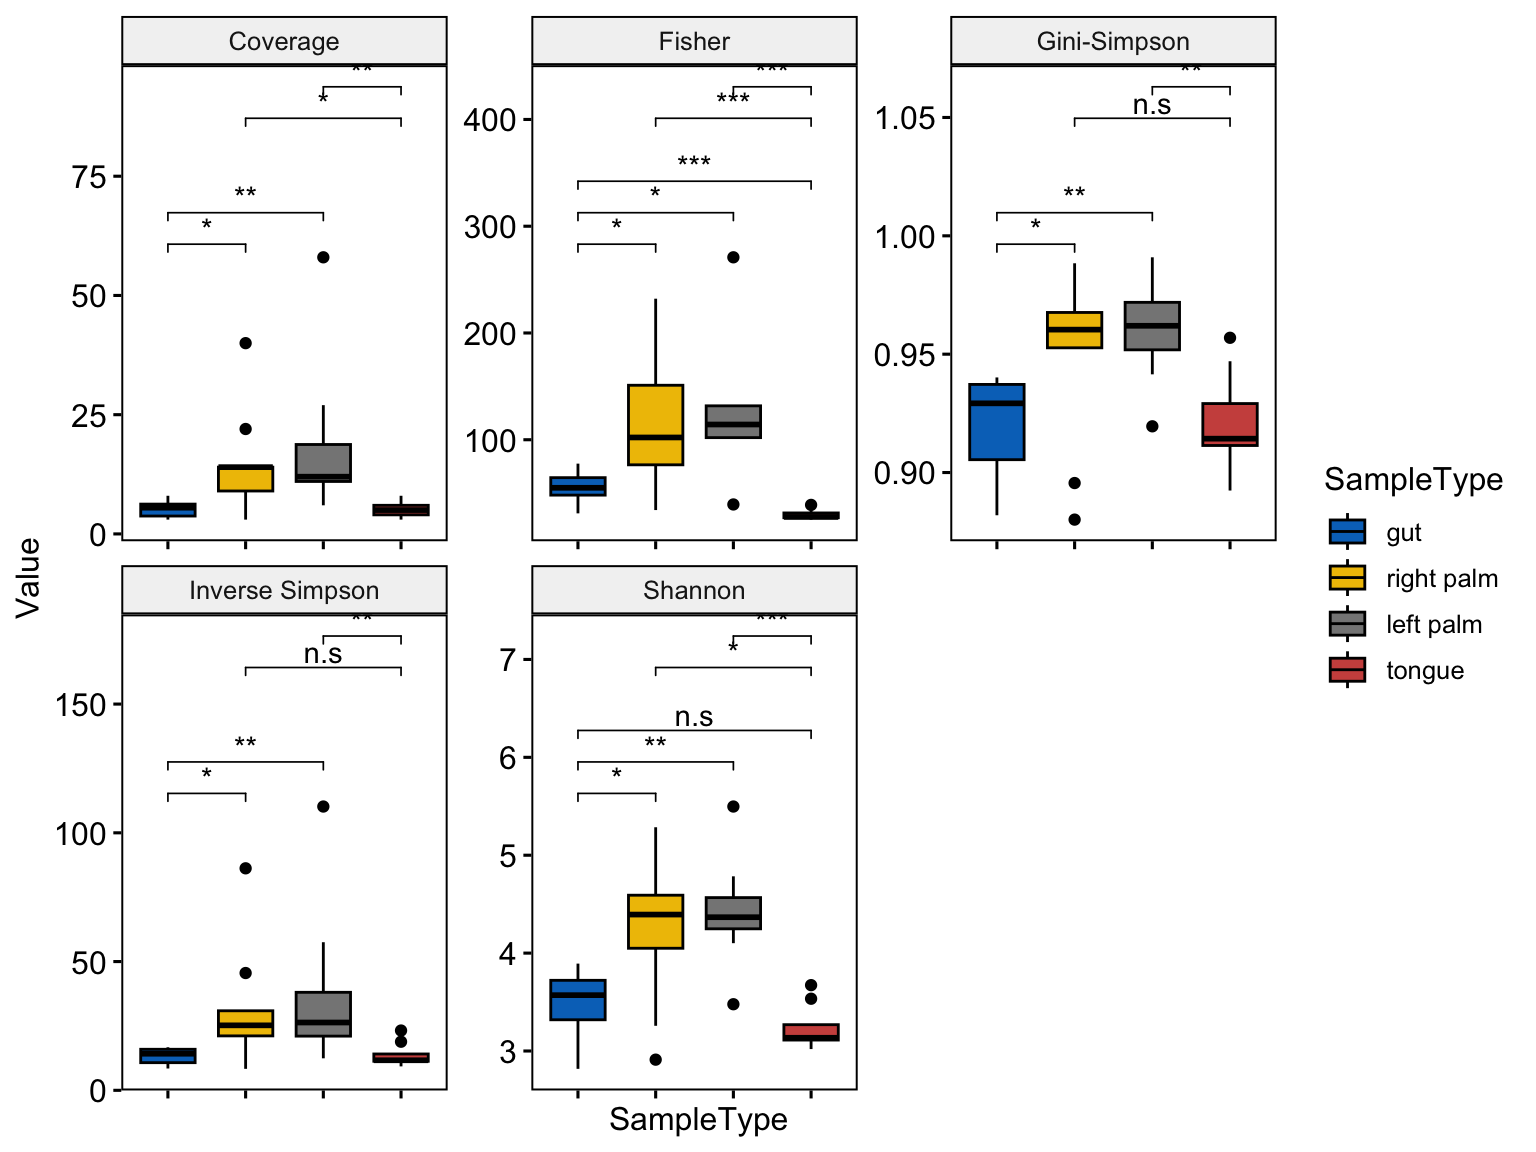 Coverage
Fisher
Gini-Simpson
**
*
**
*
75
50
25
0
***
***
***
*
*
400
300
200
100
**
n.s
**
*
1.05
1.00
0.95
0.90
Value
Inverse Simpson
Shannon
**
n.s
**
*
150
100
50
0
***
*
n.s
**
*
7
6
5
4
3
SampleType
SampleType
gut
right palm
left palm
tongue